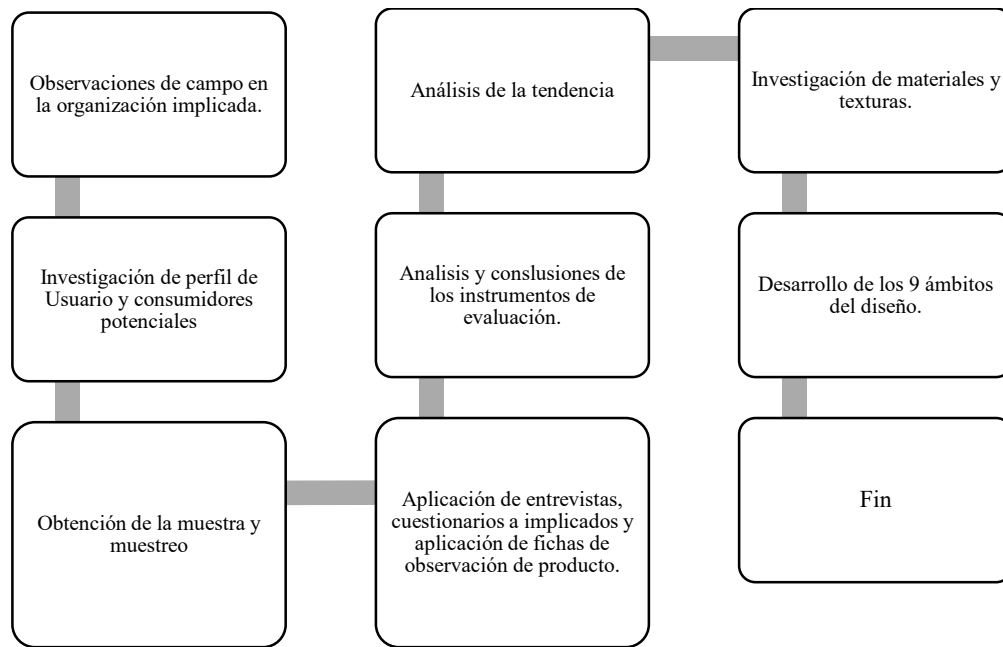 Observaciones de campo en
la organización implicada.
Investigación de perfil de
Usuario y consumidores
potenciales
Obtención de la muestra y
muestreo
Aplicación de entrevistas,
cuestionarios a implicados y
aplicación de fichas de
observación de producto.
Analisis y conslusiones de
los instrumentos de
evaluación.
Análisis de la tendencia
Investigación de materiales y
texturas.
Desarrollo de los 9 ámbitos
del diseño.
Fin